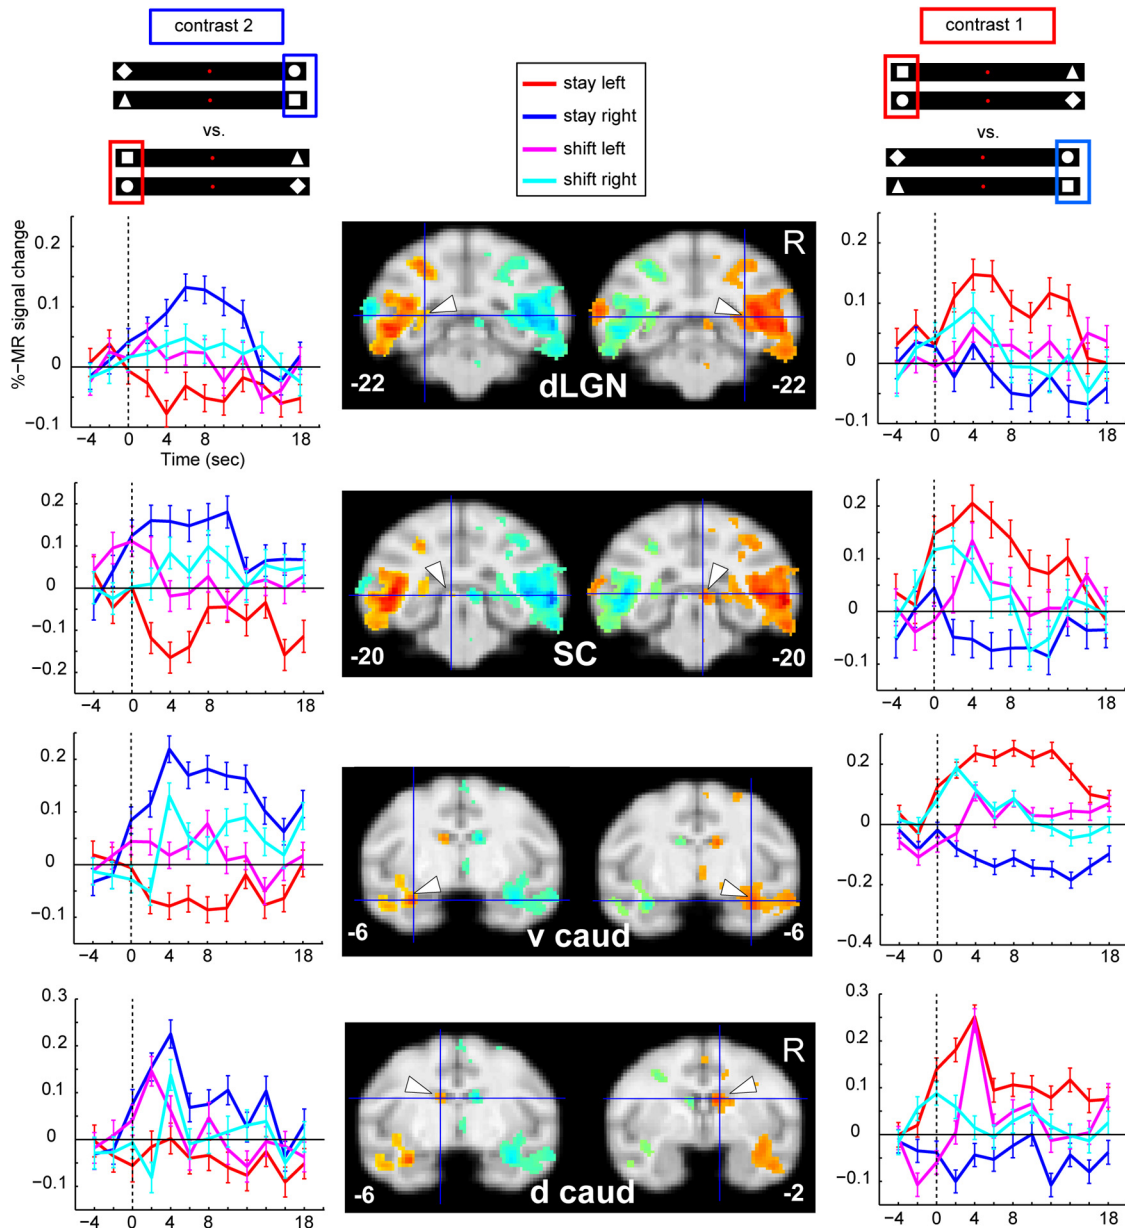 contrast 2
contrast 1
vs.
vs.
stay left
stay right
shift left
shift right
%-MR signal change
0.2
0.1
0
−0.1
−4 0 4 8 18
Time (sec)
R
-22
dLGN
-22
0.2
0.1
0
−0.1
−4 0 4 8 18
0.2
0.1
0
−0.1
−0.2
−4 0 4 8 18
-20
SC
-20
0.2
0.1
0
−0.1
−4 0 4 8 18
0.2
0.1
0
−0.1
−4 0 4 8 18
-6
v caud
-6
0.2
0
−0.2
−0.4
−4 0 4 8 18
0.3
0.2
0.1
0
−0.1
−4 0 4 8 18
R
-6
d caud
-2
0.3
0.2
0.1
0
−0.1
−4 0 4 8 18